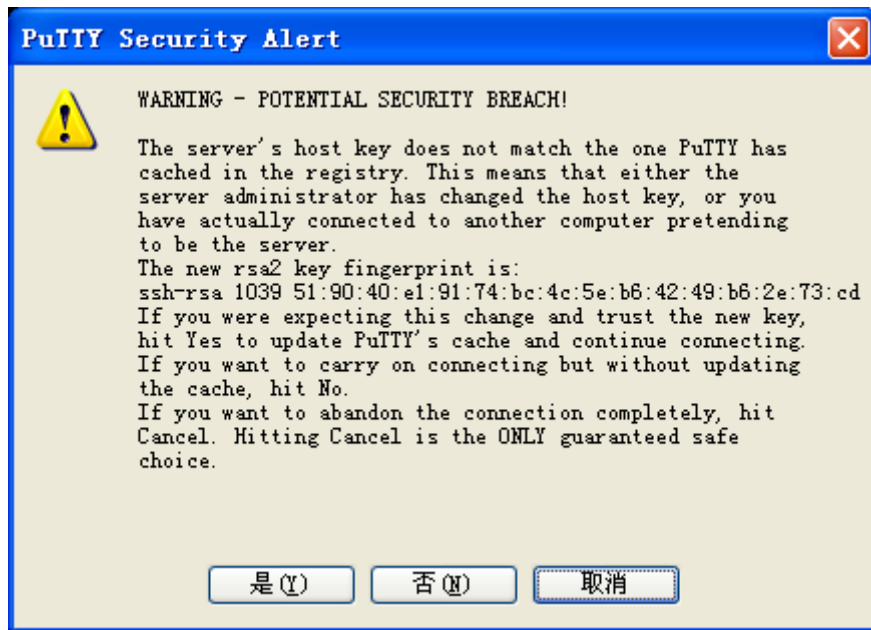 PuTTY Security Alert
WARNING - POTENTIAL SECURITY BREACH!
The server's host key does not match the one PuTTY has
cached in the registry. This means that either the
server administrator has changed the host key, or you
have actually connected to another computer pretending
to be the server.
The new rsa2 key fingerprint is:
ssh-rsa 1039 51:90:40:e1:91:74:bc:4c:5e:b6:42:49:b6:2e:73:cd
If you were expecting this change and trust the new key,
hit Yes to update PuTTY's cache and continue connecting.
If you want to carry on connecting but without updating
the cache, hit No.
If you want to abandon the connection completely, hit
Cancel. Hitting Cancel is the ONLY guaranteed safe
choice.
是(Y) 否(N) 取消